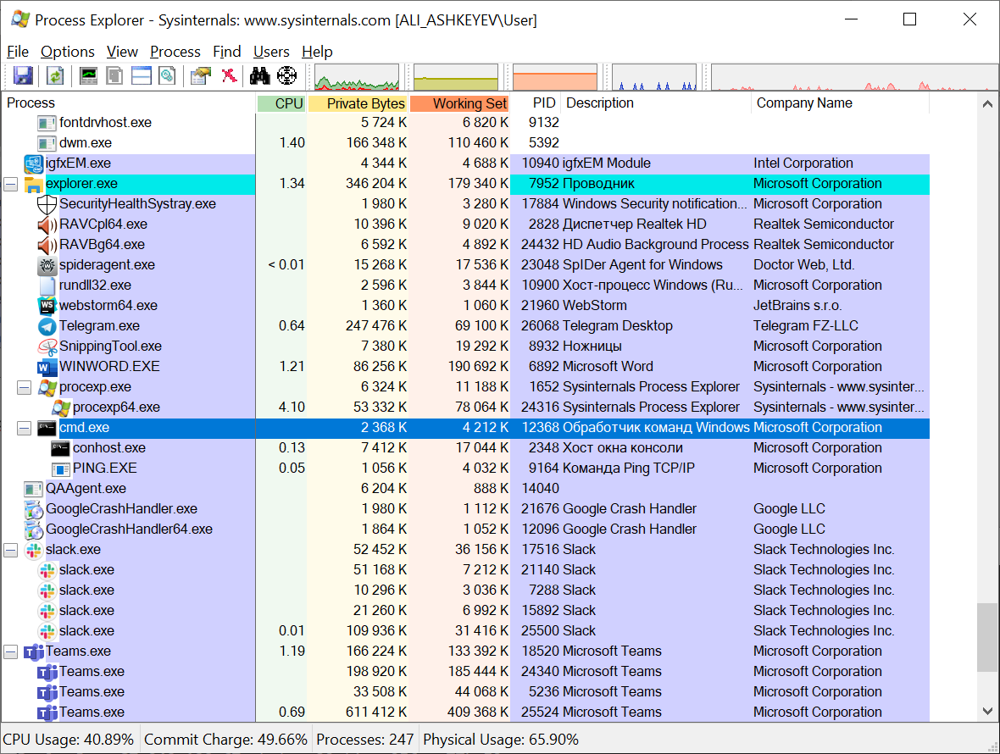 Process Explorer - Sysinternals: www.sysinternals.com [ALI_ASHKEYEV\User]
File Options View Process Find Users Help
Process CPU Private Bytes Working Set PID Description Company Name
fontdrvhost.exe 5 724 K 6 820 K 9132
dwm.exe 1.40 166 348 K 110 460 K 5392
igfxEM.exe 4 344 K 4 688 K 10940 igfxEM Module Intel Corporation
explorer.exe 1.34 346 204 K 179 340 K 7952 Проводник Microsoft Corporation
SecurityHealthSystray.exe 1 980 K 3 280 K 17884 Windows Security notification... Microsoft Corporation
RAVCpl64.exe 10 396 K 9 020 K 2828 Диспетчер Realtek HD Realtek Semiconductor
RAVBg64.exe 6 592 K 4 892 K 24432 HD Audio Background Process Realtek Semiconductor
spideragent.exe < 0.01 15 268 K 17 536 K 23048 SpIDer Agent for Windows Doctor Web, Ltd.
rundll32.exe 2 596 K 3 844 K 10900 Хост-процесс Windows (Ru... Microsoft Corporation
webstorm64.exe 1 360 K 1 060 K 21960 WebStorm JetBrains s.r.o.
Telegram.exe 0.64 247 476 K 69 100 K 26068 Telegram Desktop Telegram FZ-LLC
SnippingTool.exe 7 380 K 19 292 K 8932 Ножницы Microsoft Corporation
WINWORD.EXE 1.21 86 256 K 190 692 K 6892 Microsoft Word Microsoft Corporation
procexp.exe 6 324 K 11 188 K 1652 Sysinternals Process Explorer Sysinternals - www.sysinter...
procexp64.exe 4.10 53 332 K 78 064 K 24316 Sysinternals Process Explorer Sysinternals - www.sysinter...
cmd.exe 2 368 K 4 212 K 12368 Обработчик команд Windows Microsoft Corporation
conhost.exe 0.13 7 412 K 17 044 K 2348 Хост окна консоли Microsoft Corporation
PING.EXE 0.05 1 056 K 4 032 K 9164 Команда Ping TCP/IP Microsoft Corporation
QAAgent.exe 6 204 K 888 K 14040
GoogleCrashHandler.exe 1 980 K 1 112 K 21676 Google Crash Handler Google LLC
GoogleCrashHandler64.exe 1 864 K 1 052 K 12096 Google Crash Handler Google LLC
slack.exe 52 452 K 36 156 K 17516 Slack Slack Technologies Inc.
slack.exe 51 168 K 7 212 K 21140 Slack Slack Technologies Inc.
slack.exe 10 296 K 3 036 K 7288 Slack Slack Technologies Inc.
slack.exe 21 260 K 6 992 K 15892 Slack Slack Technologies Inc.
slack.exe 0.01 109 936 K 31 416 K 25500 Slack Slack Technologies Inc.
Teams.exe 1.19 166 224 K 133 392 K 18520 Microsoft Teams Microsoft Corporation
Teams.exe 198 920 K 185 444 K 24340 Microsoft Teams Microsoft Corporation
Teams.exe 33 508 K 44 068 K 5236 Microsoft Teams Microsoft Corporation
Teams.exe 0.69 611 412 K 409 368 K 25524 Microsoft Teams Microsoft Corporation
CPU Usage: 40.89% Commit Charge: 49.66% Processes: 247 Physical Usage: 65.90%